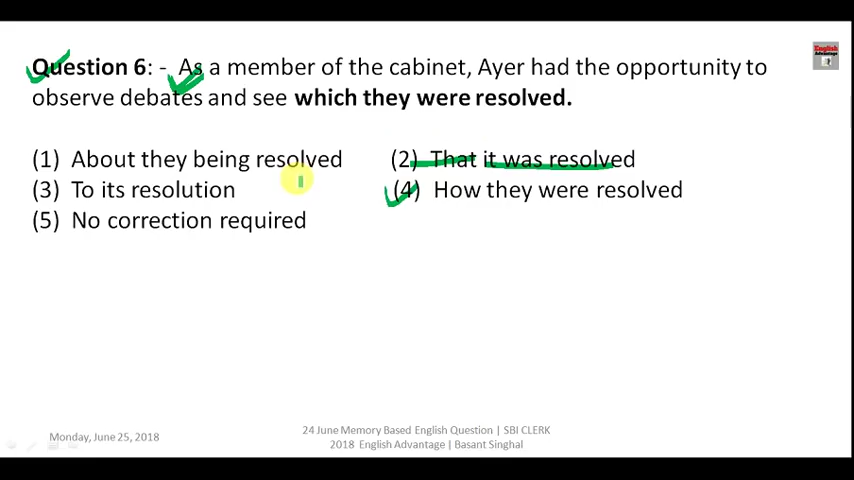 Question 6: - As a member of the cabinet, Ayer had the opportunity to
observe debates and see which they were resolved.
(1) About they being resolved (2) That it was resolved
(3) To its resolution (4) How they were resolved
(5) No correction required
English
Advantage
Monday, June 25, 2018
24 June Memory Based English Question | SBI CLERK
2018 English Advantage | Basant Singhal